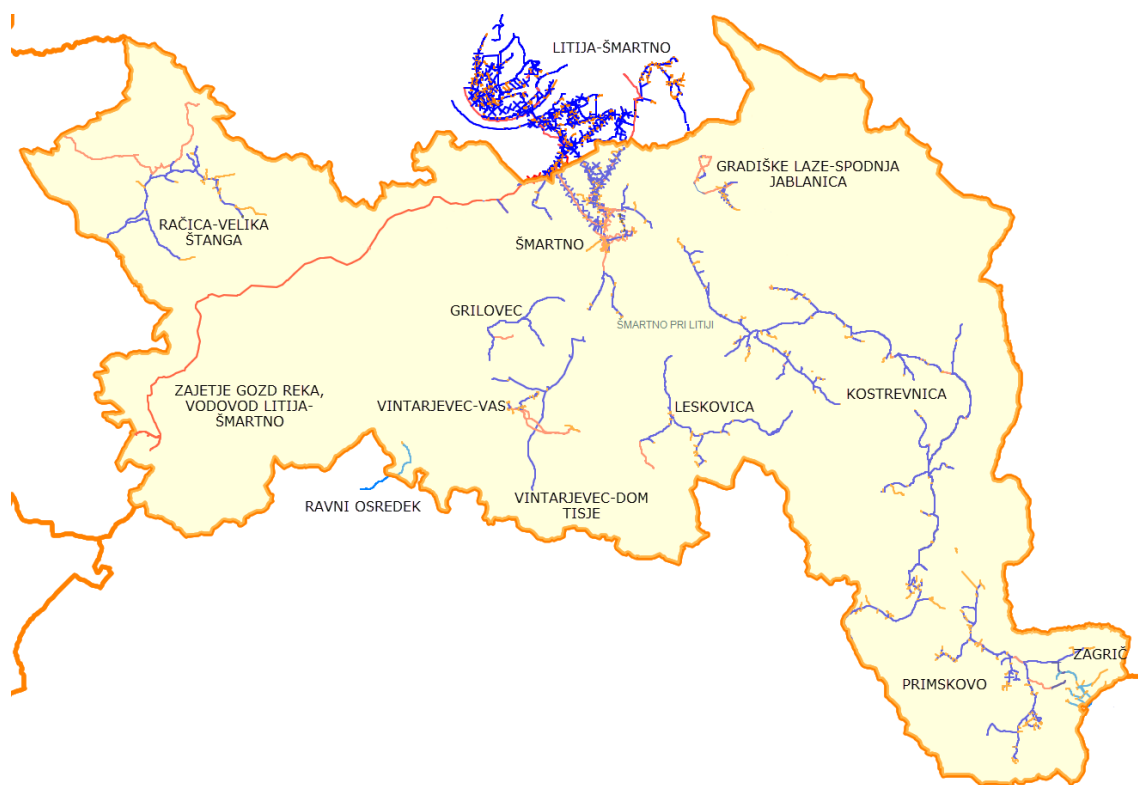 LITIJA-ŠMARTNO
GRADIŠKE LAZE-SPODNJA
JABLANICA
RAČICA-VELIKA
ŠTANGA
ŠMARTNO
GRILOVEC
ŠMARTNO PRI LITIJI
ZAJETJE GOZD REKA,
VODOVOD LITIJA-
ŠMARTNO
VINTARJEVEC-VAS
LESKOVICA
KOSTREVNICA
RAVNI OSREDEK
VINTARJEVEC-DOM
TISJE
ZAGRIČ
PRIMSKOVO